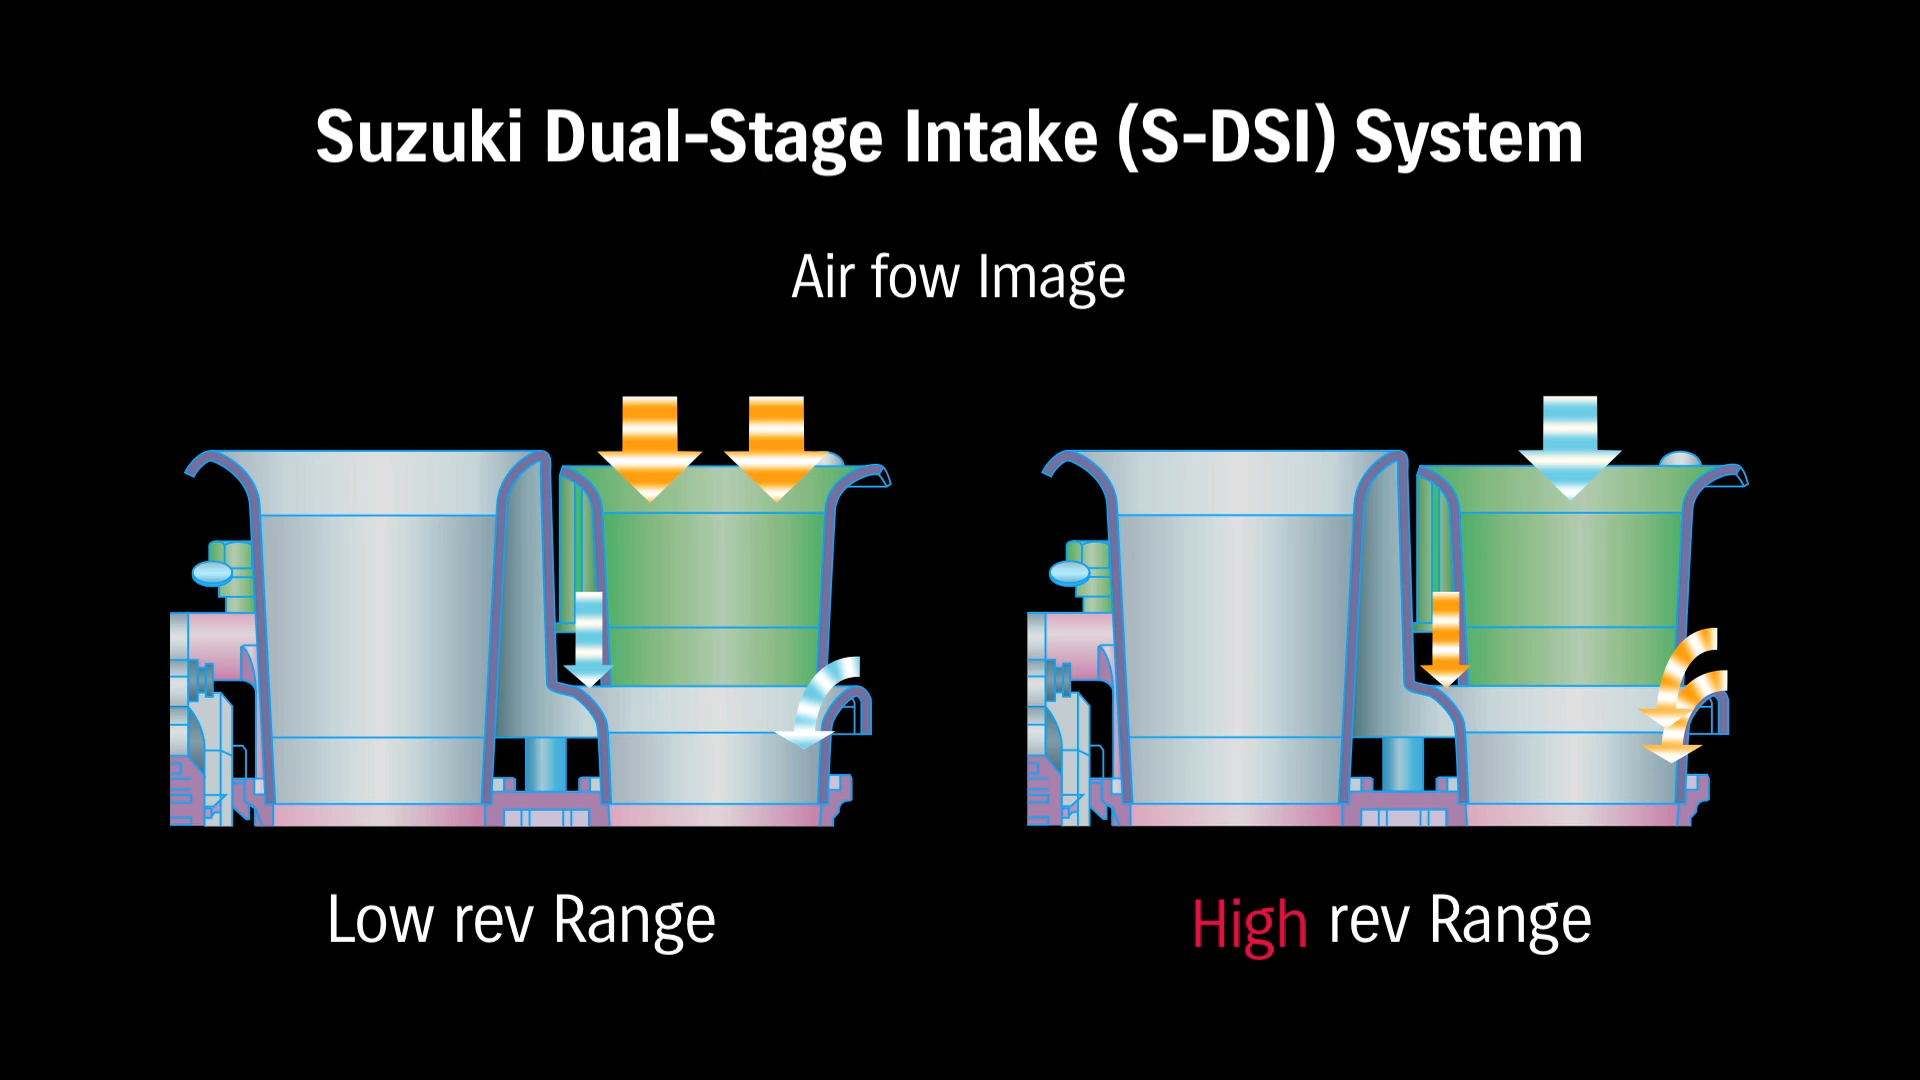 Suzuki Dual-Stage Intake (S-DSI) System
Air fow Image
Low rev Range
High rev Range